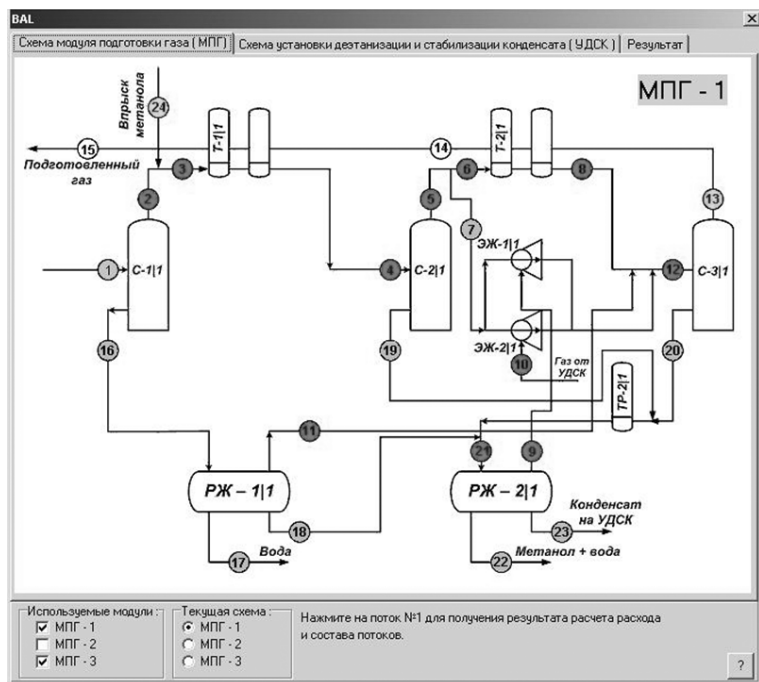 BAL
Схема модуля подготовки газа ( МПГ )
Схема установки деэтанизации и стабилизации конденсата ( УДСК )
Результат
МПГ - 1
Впрыск
метанола
24
15
Подготовленный
газ
2
3
Т-1|1
14
5
6
7
Т-2|1
8
13
1
С-1|1
4
С-2|1
ЭЖ-1|1
12
С-3|1
16
19
ЭЖ-2|1
10
Газ от
УДСК
20
ТР-2|1
11
21
9
РЖ – 1|1
РЖ – 2|1
18
17
Вода
Конденсат
на УДСК
23
22
Метанол + вода
Используемые модули :
МПГ - 1
МПГ - 2
МПГ - 3
Текущая схема :
МПГ - 1
МПГ - 2
МПГ - 3
Нажмите на поток №1 для получения результата расчета расхода
и состава потоков.
?